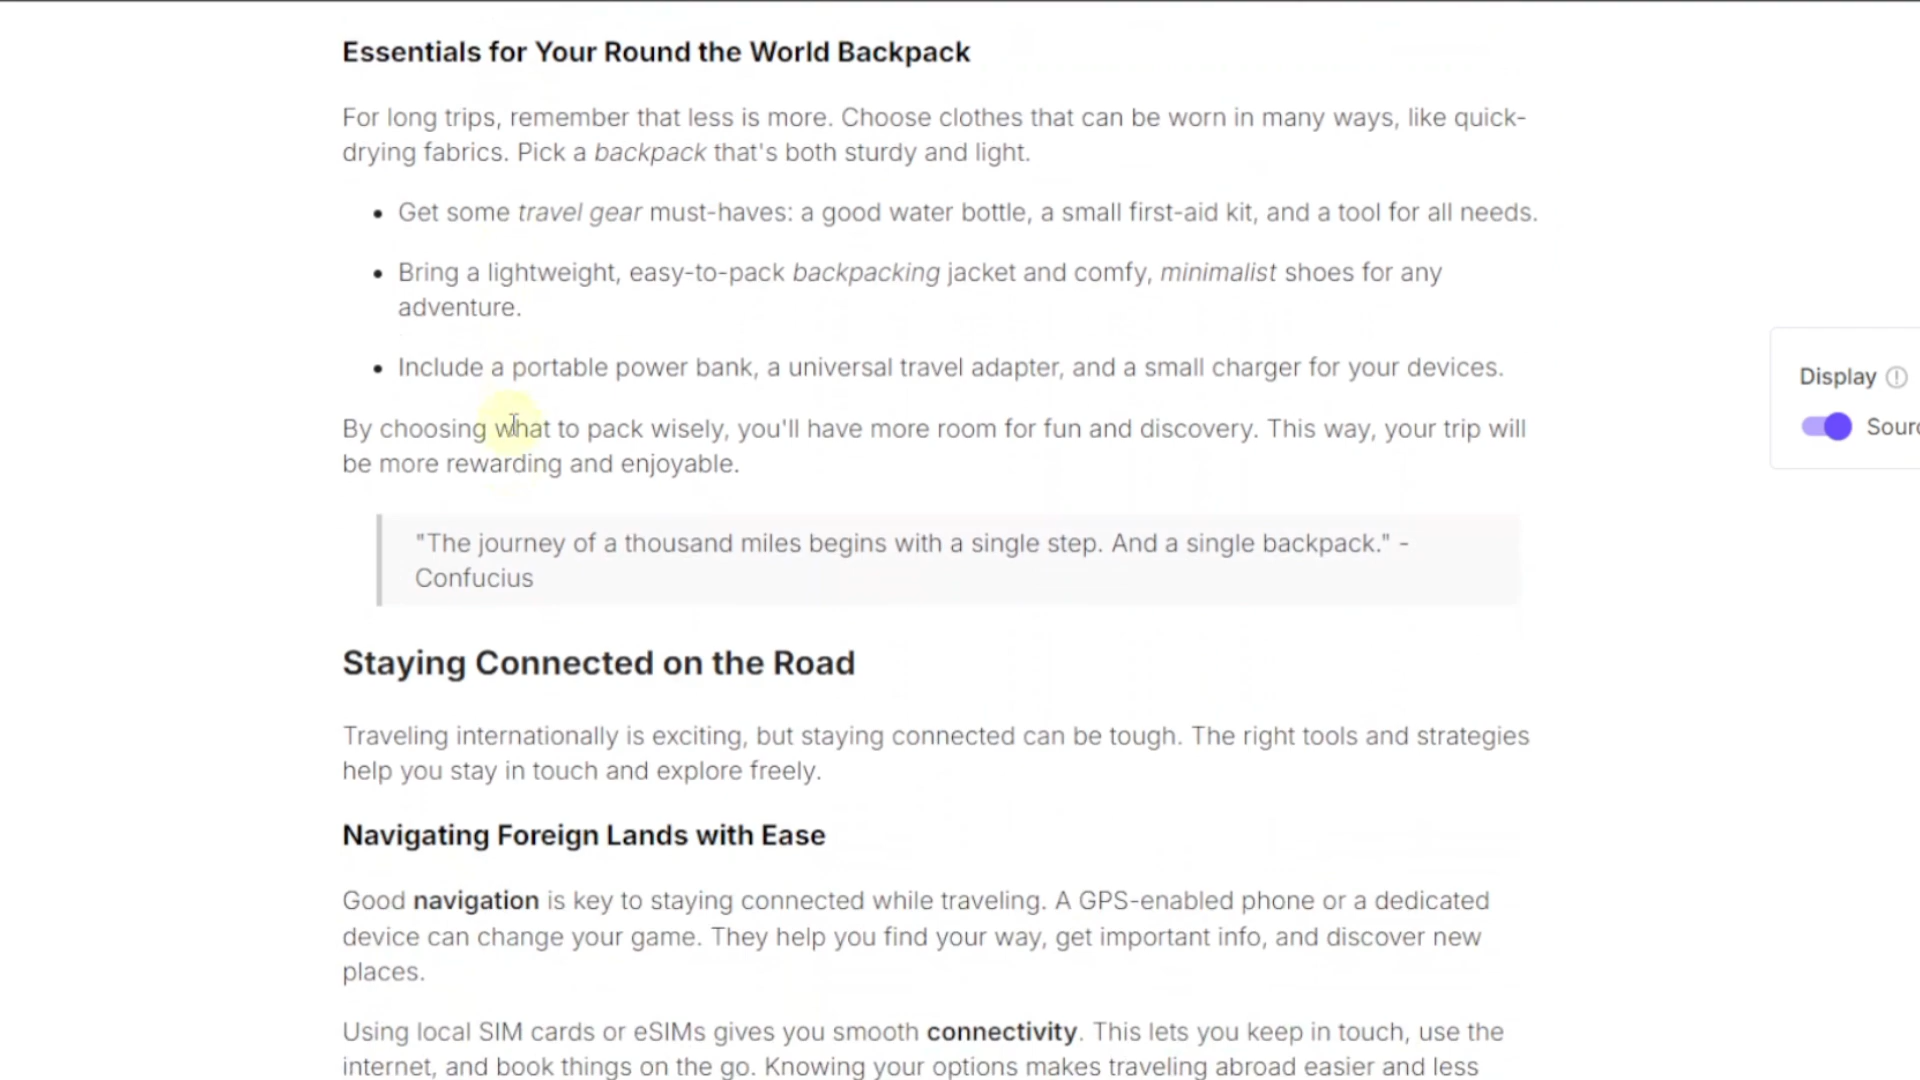 Essentials for Your Round the World Backpack
For long trips, remember that less is more. Choose clothes that can be worn in many ways, like quick-
drying fabrics. Pick a backpack that's both sturdy and light.
• Get some travel gear must-haves: a good water bottle, a small first-aid kit, and a tool for all needs.
• Bring a lightweight, easy-to-pack backpacking jacket and comfy, minimalist shoes for any
adventure.
• Include a portable power bank, a universal travel adapter, and a small charger for your devices.
By choosing what to pack wisely, you'll have more room for fun and discovery. This way, your trip will
be more rewarding and enjoyable.
"The journey of a thousand miles begins with a single step. And a single backpack." -
Confucius
Staying Connected on the Road
Traveling internationally is exciting, but staying connected can be tough. The right tools and strategies
help you stay in touch and explore freely.
Navigating Foreign Lands with Ease
Good navigation is key to staying connected while traveling. A GPS-enabled phone or a dedicated
device can change your game. They help you find your way, get important info, and discover new
places.
Using local SIM cards or eSIMs gives you smooth connectivity. This lets you keep in touch, use the
internet, and book things on the go. Knowing your options makes traveling abroad easier and less
Display